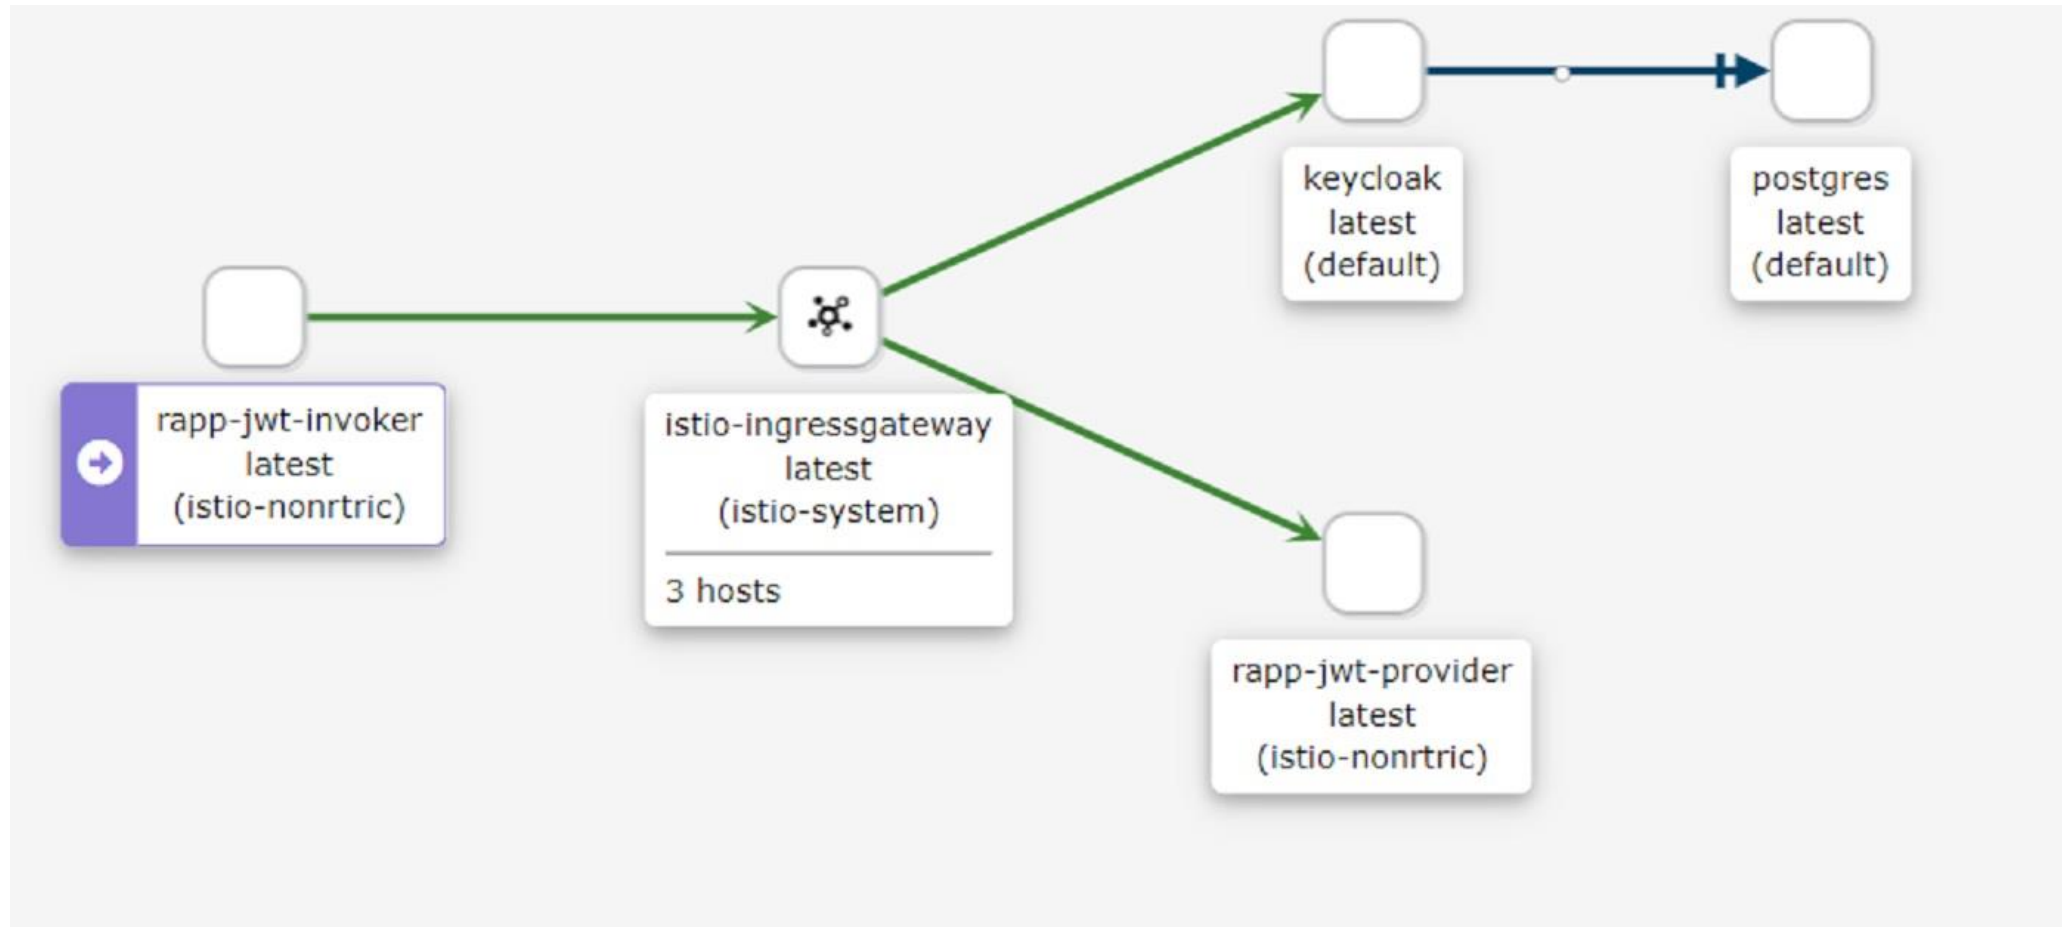 keycloak
latest
(default)
postgres
latest
(default)
rapp-jwt-invoker
latest
(istio-nonrtric)
istio-ingressgateway
latest
(istio-system)
3 hosts
rapp-jwt-provider
latest
(istio-nonrtric)